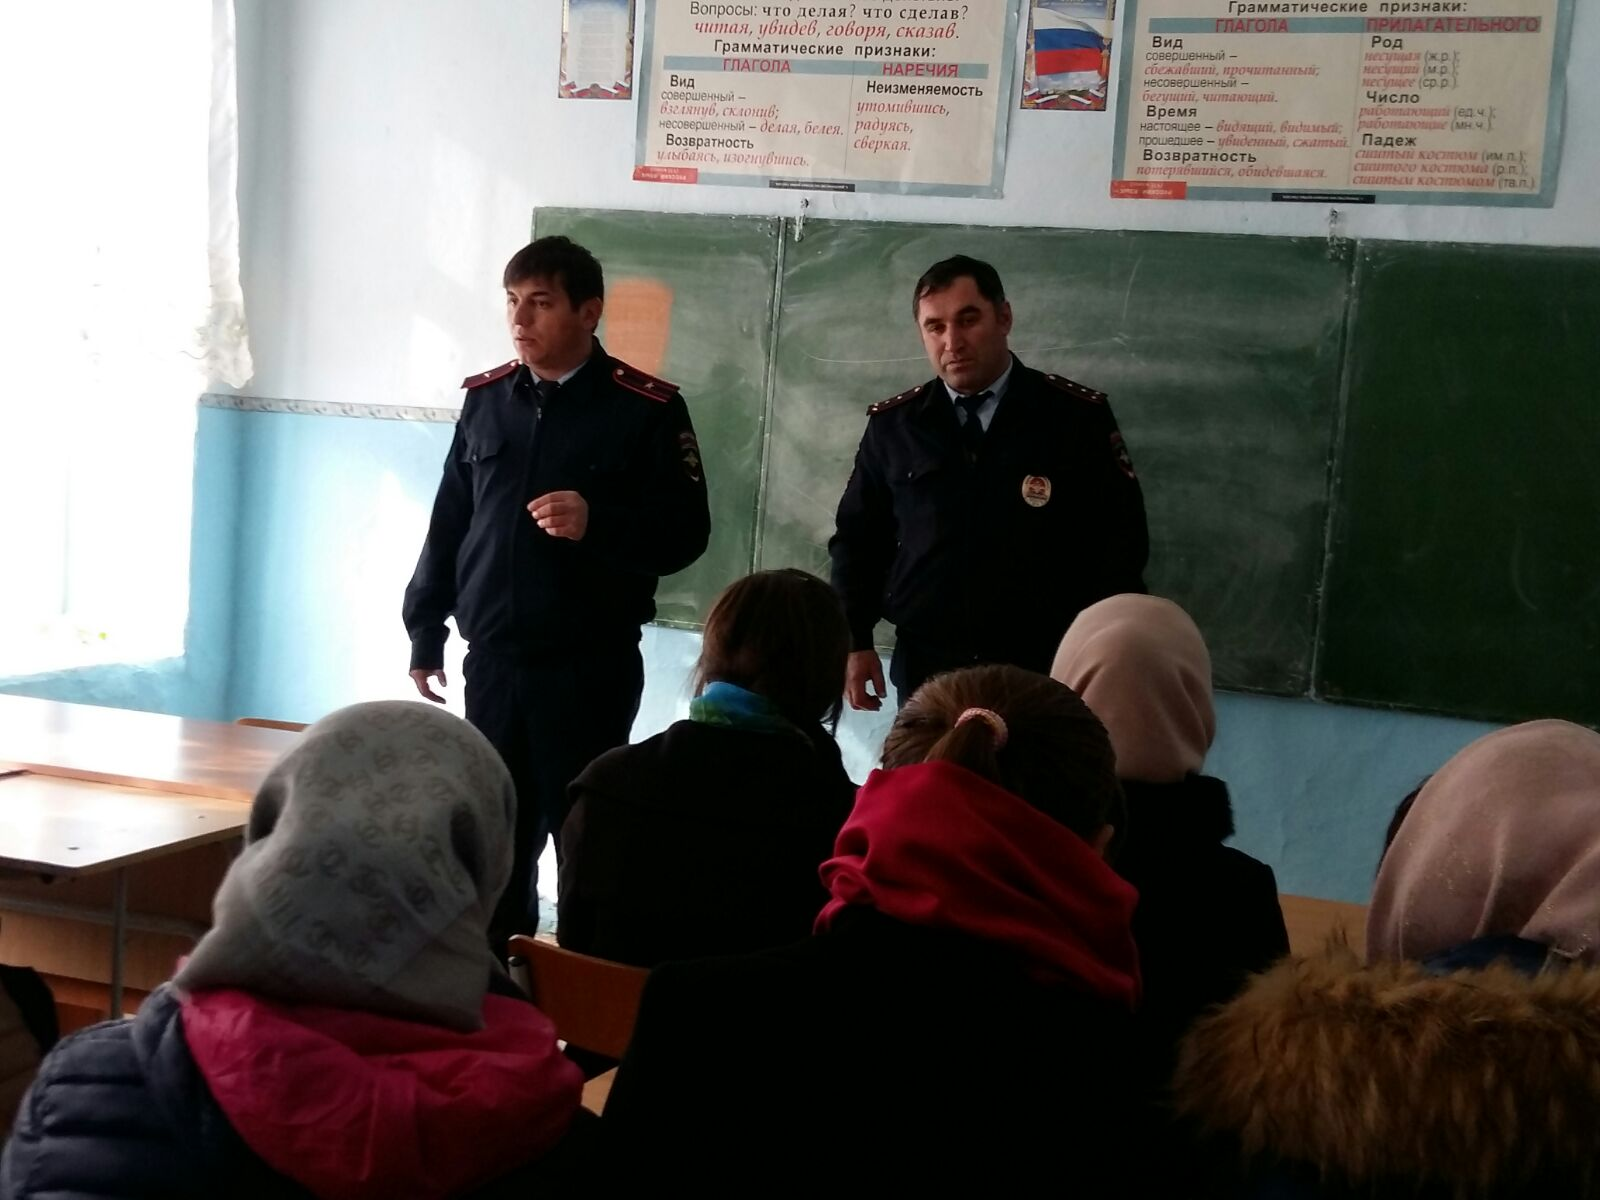 Вопросы: что делая? что сделав?
читая, увидев, говоря, сказав.
Грамматические признаки:
ГЛАГОЛА НАРЕЧИЯ
Вид
совершенный –
взглянув, склонив;
несовершенный – делая, белея.
Возвратность
улыбаясь, изогнувшись.
Неизменяемость
утомившись,
радуясь,
сверкая.
Грамматические признаки:
ГЛАГОЛА ПРИЛАГАТЕЛЬНОГО
Вид
совершенный –
сбежавший, прочитанный;
несовершенный –
бегущий, читающий.
Время
настоящее – видящий, видимый;
прошедшее – увиденный, сжатый.
Возвратность
потерявшийся, обидевшаяся.
Род
несущая (ж.р.);
несущий (м.р.);
несущее (ср.р.).
Число
работающий (ед.ч.);
работающие (мн.ч.).
Падеж
сшитый костюм (им.п.);
сшитого костюма (р.п.);
сшитым костюмом (тв.п.)